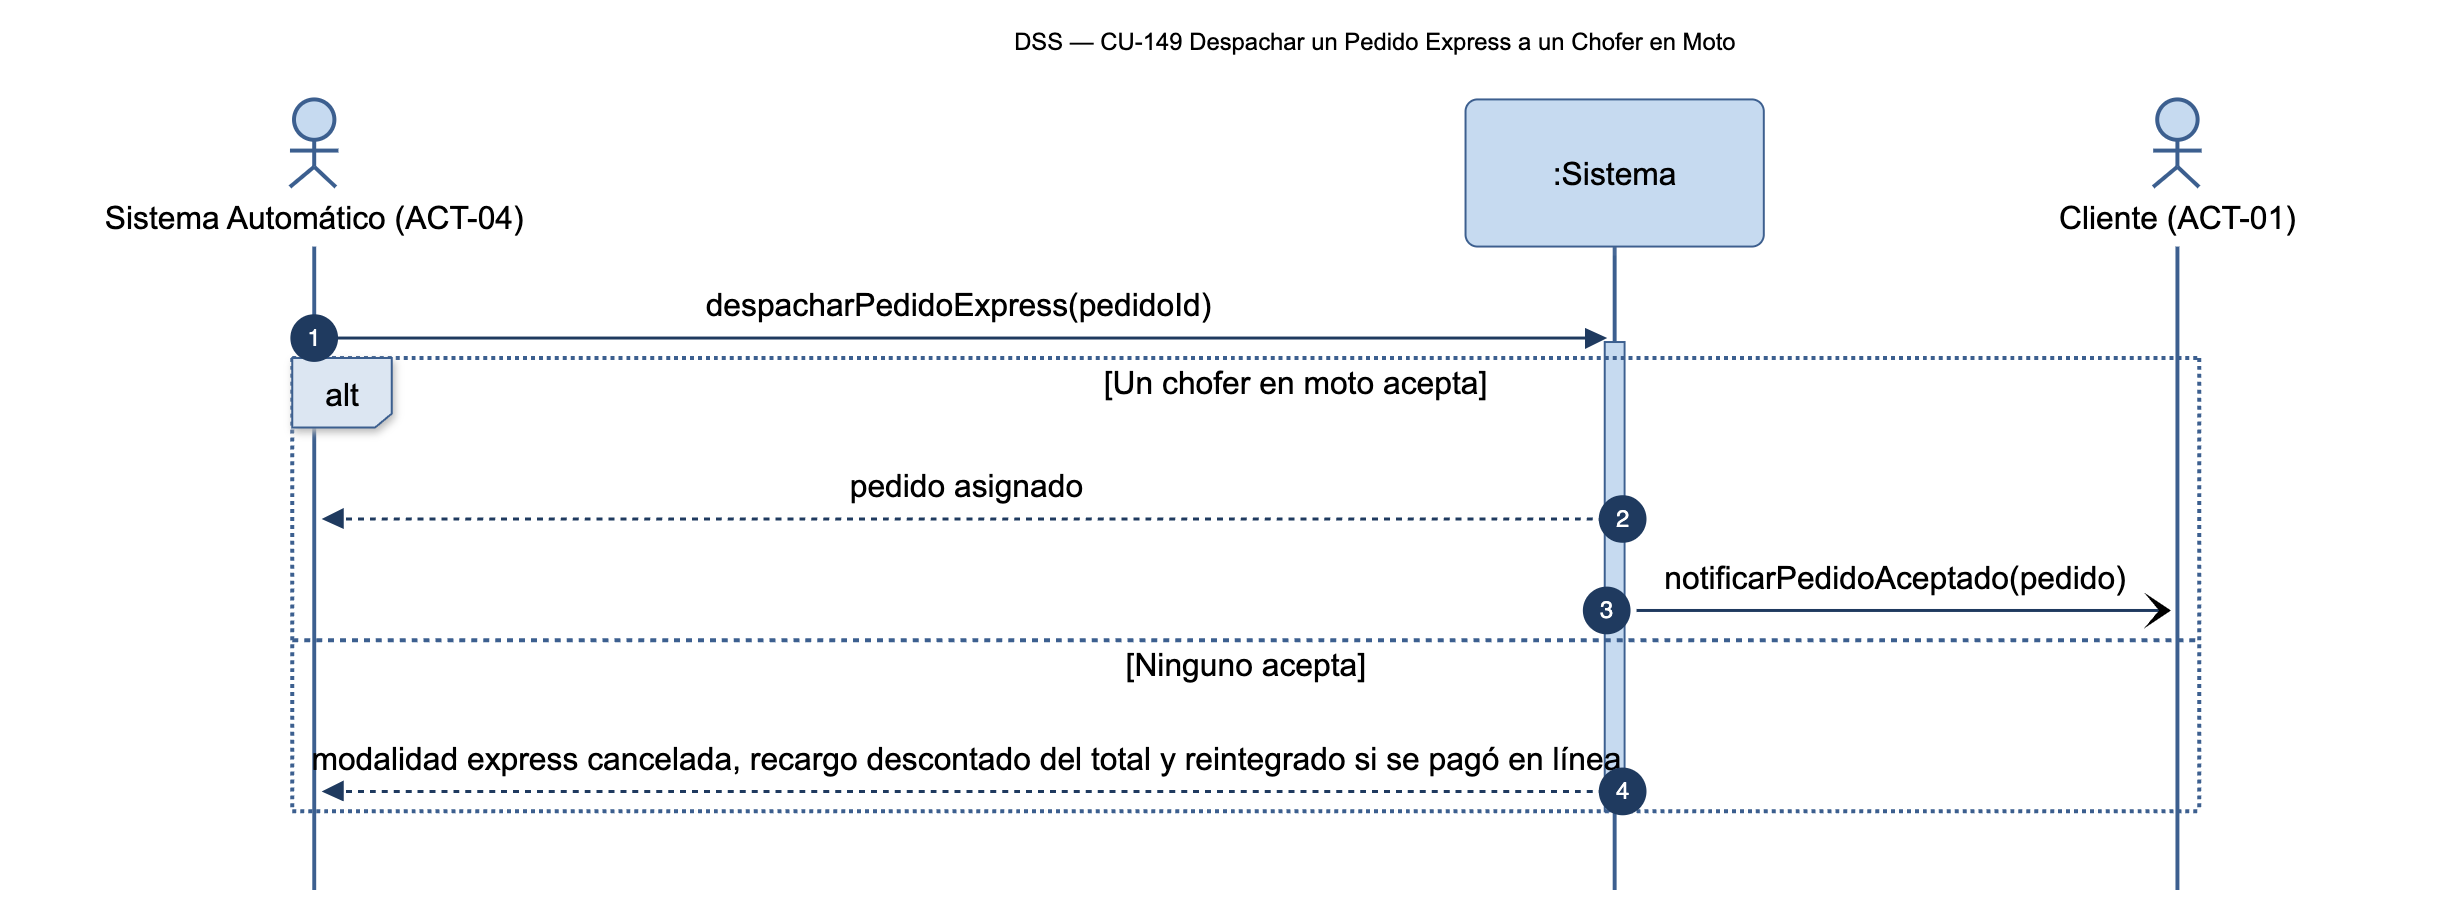 DSS — CU-149 Despachar un Pedido Express a un Chofer en Moto
Sistema Automático (ACT-04)
:Sistema
Cliente (ACT-01)
despacharPedidoExpress(pedidoId)
1
alt
[Un chofer en moto acepta]
pedido asignado
2
notificarPedidoAceptado(pedido)
3
[Ninguno acepta]
modalidad express cancelada, recargo descontado del total y reintegrado si se pagó en línea
4